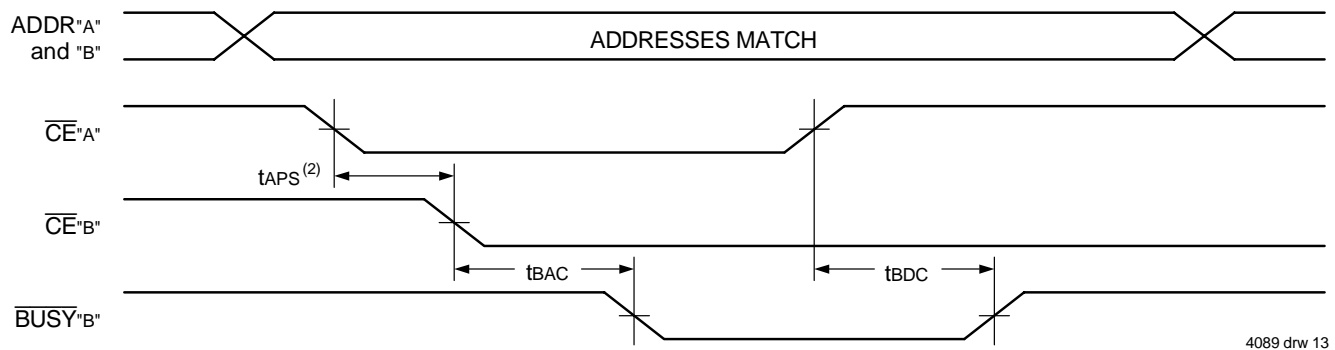 ADDR"A"
and "B"
ADDRESSES MATCH
CE"A"
tAPS(2)
CE"B"
tBAC
tBDC
BUSY"B"
4089 drw 13